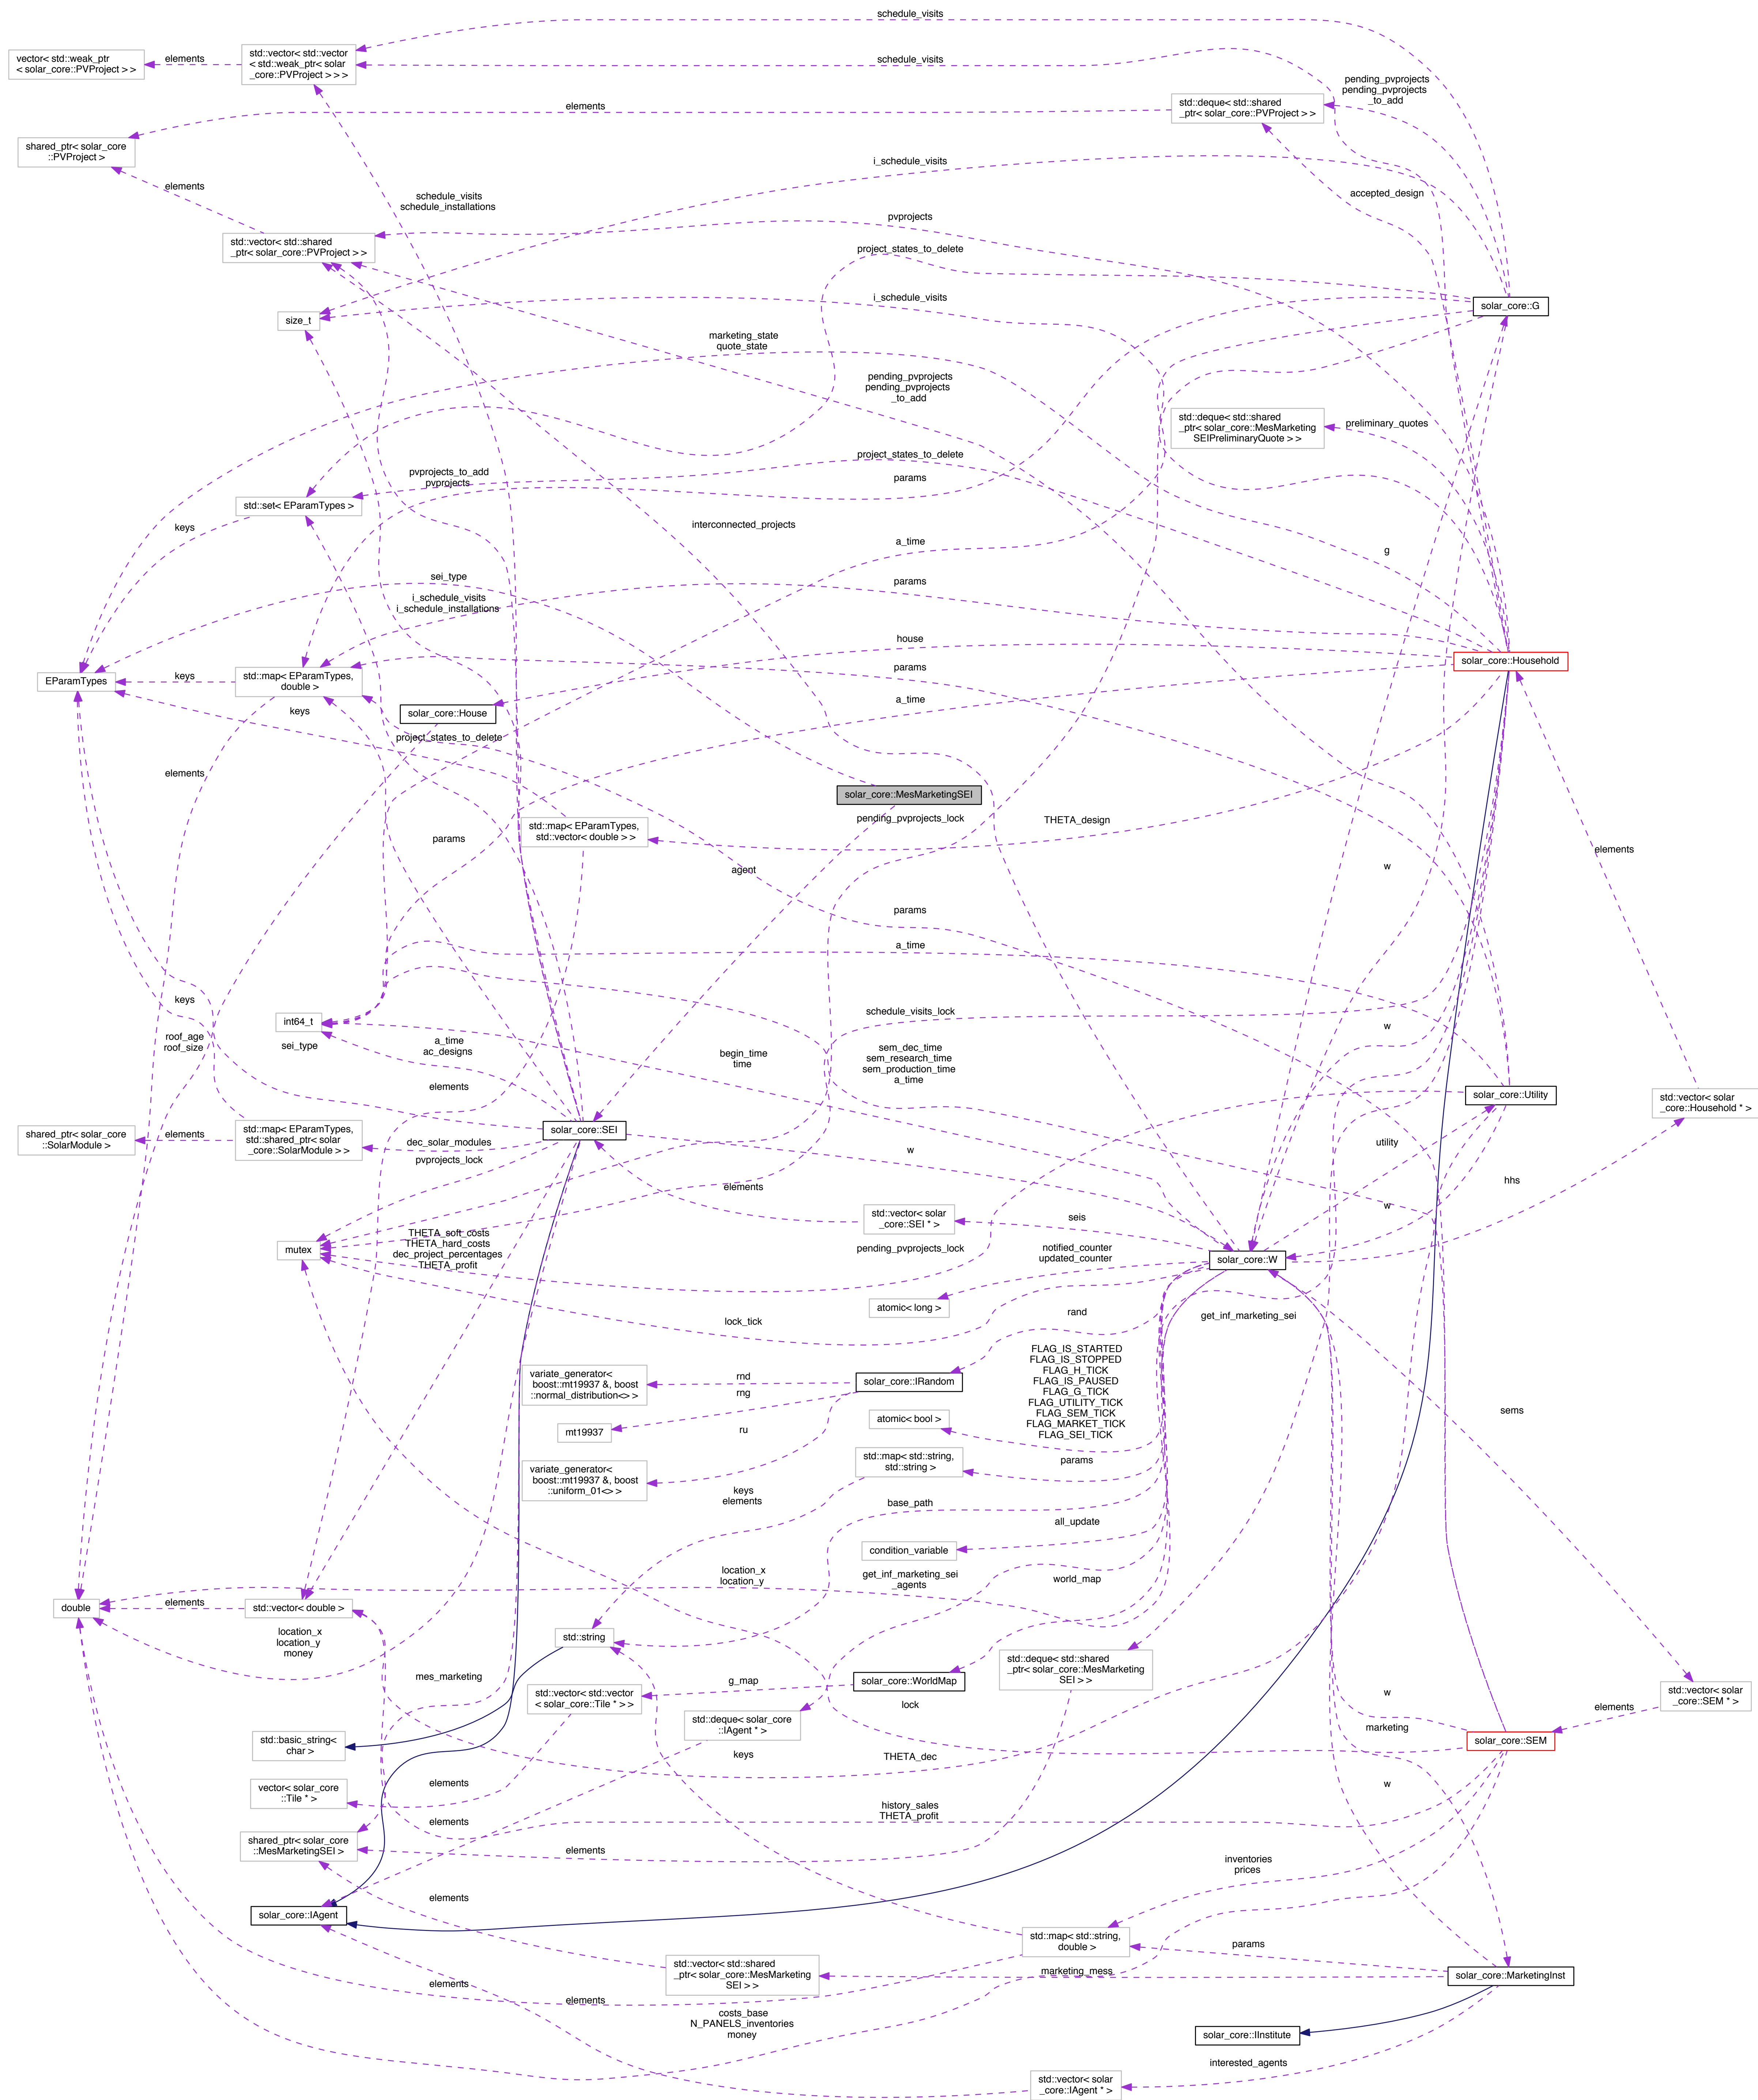 schedule_visits
vector< std::weak_ptr
< solar_core::PVProject > >
elements
std::vector< std::vector
< std::weak_ptr< solar
_core::PVProject > > >
schedule_visits
pending_pvprojects
pending_pvprojects
_to_add
elements
std::deque< std::shared
_ptr< solar_core::PVProject > >
shared_ptr< solar_core
::PVProject >
elements
i_schedule_visits
accepted_design
schedule_visits
schedule_installations
pvprojects
std::vector< std::shared
_ptr< solar_core::PVProject > >
project_states_to_delete
i_schedule_visits
solar_core::G
size_t
marketing_state
quote_state
pending_pvprojects
pending_pvprojects
_to_add
std::deque< std::shared
_ptr< solar_core::MesMarketing
SEIPreliminaryQuote > >
preliminary_quotes
project_states_to_delete
pvprojects_to_add
pvprojects
params
std::set< EParamTypes >
keys
interconnected_projects
a_time
g
sei_type
params
i_schedule_visits
i_schedule_installations
house
solar_core::Household
EParamTypes
keys
std::map< EParamTypes,
double >
params
a_time
keys
solar_core::House
project_states_to_delete
elements
solar_core::MesMarketingSEI
pending_pvprojects_lock
THETA_design
std::map< EParamTypes,
std::vector< double > >
params
agent
w
elements
params
a_time
keys
int64_t
schedule_visits_lock
roof_age
roof_size
sei_type
a_time
ac_designs
begin_time
time
sem_dec_time
sem_research_time
sem_production_time
a_time
w
elements
solar_core::Utility
std::vector< solar
_core::Household * >
shared_ptr< solar_core
::SolarModule >
elements
std::map< EParamTypes,
std::shared_ptr< solar
_core::SolarModule > >
dec_solar_modules
pvprojects_lock
solar_core::SEI
w
utility
hhs
elements
std::vector< solar
_core::SEI * >
seis
w
mutex
THETA_soft_costs
THETA_hard_costs
dec_project_percentages
THETA_profit
pending_pvprojects_lock
notified_counter
updated_counter
solar_core::W
atomic< long >
lock_tick
rand
get_inf_marketing_sei
variate_generator<
boost::mt19937 &, boost
::normal_distribution<> >
rnd
rng
solar_core::IRandom
FLAG_IS_STARTED
FLAG_IS_STOPPED
FLAG_H_TICK
FLAG_IS_PAUSED
FLAG_G_TICK
FLAG_UTILITY_TICK
FLAG_SEM_TICK
FLAG_MARKET_TICK
FLAG_SEI_TICK
sems
mt19937
ru
atomic< bool >
variate_generator<
boost::mt19937 &, boost
::uniform_01<> >
std::map< std::string,
std::string >
params
keys
elements
base_path
all_update
condition_variable
location_x
location_y
get_inf_marketing_sei
_agents
world_map
double
elements
std::vector< double >
location_x
location_y
money
std::string
std::deque< std::shared
_ptr< solar_core::MesMarketing
SEI > >
mes_marketing
g_map
solar_core::WorldMap
std::vector< std::vector
< solar_core::Tile * > >
lock
w
std::vector< solar
_core::SEM * >
elements
std::deque< solar_core
::IAgent * >
marketing
solar_core::SEM
std::basic_string<
char >
keys
THETA_dec
vector< solar_core
::Tile * >
elements
w
history_sales
THETA_profit
elements
shared_ptr< solar_core
::MesMarketingSEI >
elements
inventories
prices
elements
solar_core::IAgent
std::map< std::string,
double >
params
std::vector< std::shared
_ptr< solar_core::MesMarketing
SEI > >
marketing_mess
solar_core::MarketingInst
elements
elements
costs_base
N_PANELS_inventories
money
solar_core::IInstitute
interested_agents
std::vector< solar
_core::IAgent * >